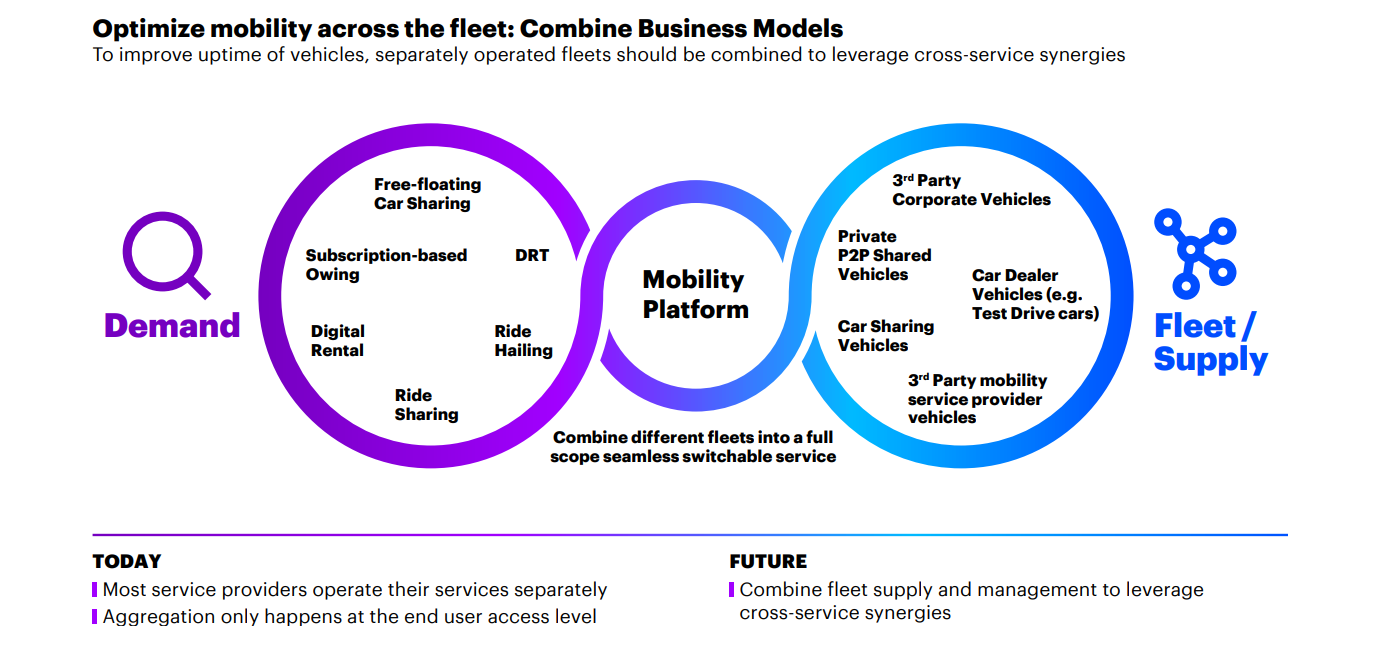 Optimize mobility across the fleet: Combine Business Models
To improve uptime of vehicles, separately operated fleets should be combined to leverage cross-service synergies
Demand
Free-floating
Car Sharing
Subscription-based
Owing
DRT
Digital
Rental
Ride
Hailing
Ride
Sharing
Mobility
Platform
Combine different fleets into a full
scope seamless switchable service
3rd Party
Corporate Vehicles
Private
P2P Shared
Vehicles
Car Dealer
Vehicles (e.g.
Test Drive cars)
Car Sharing
Vehicles
3rd Party mobility
service provider
vehicles
Fleet/
Supply
TODAY
Most service providers operate their services separately
Aggregation only happens at the end user access level
FUTURE
Combine fleet supply and management to leverage
cross-service synergies